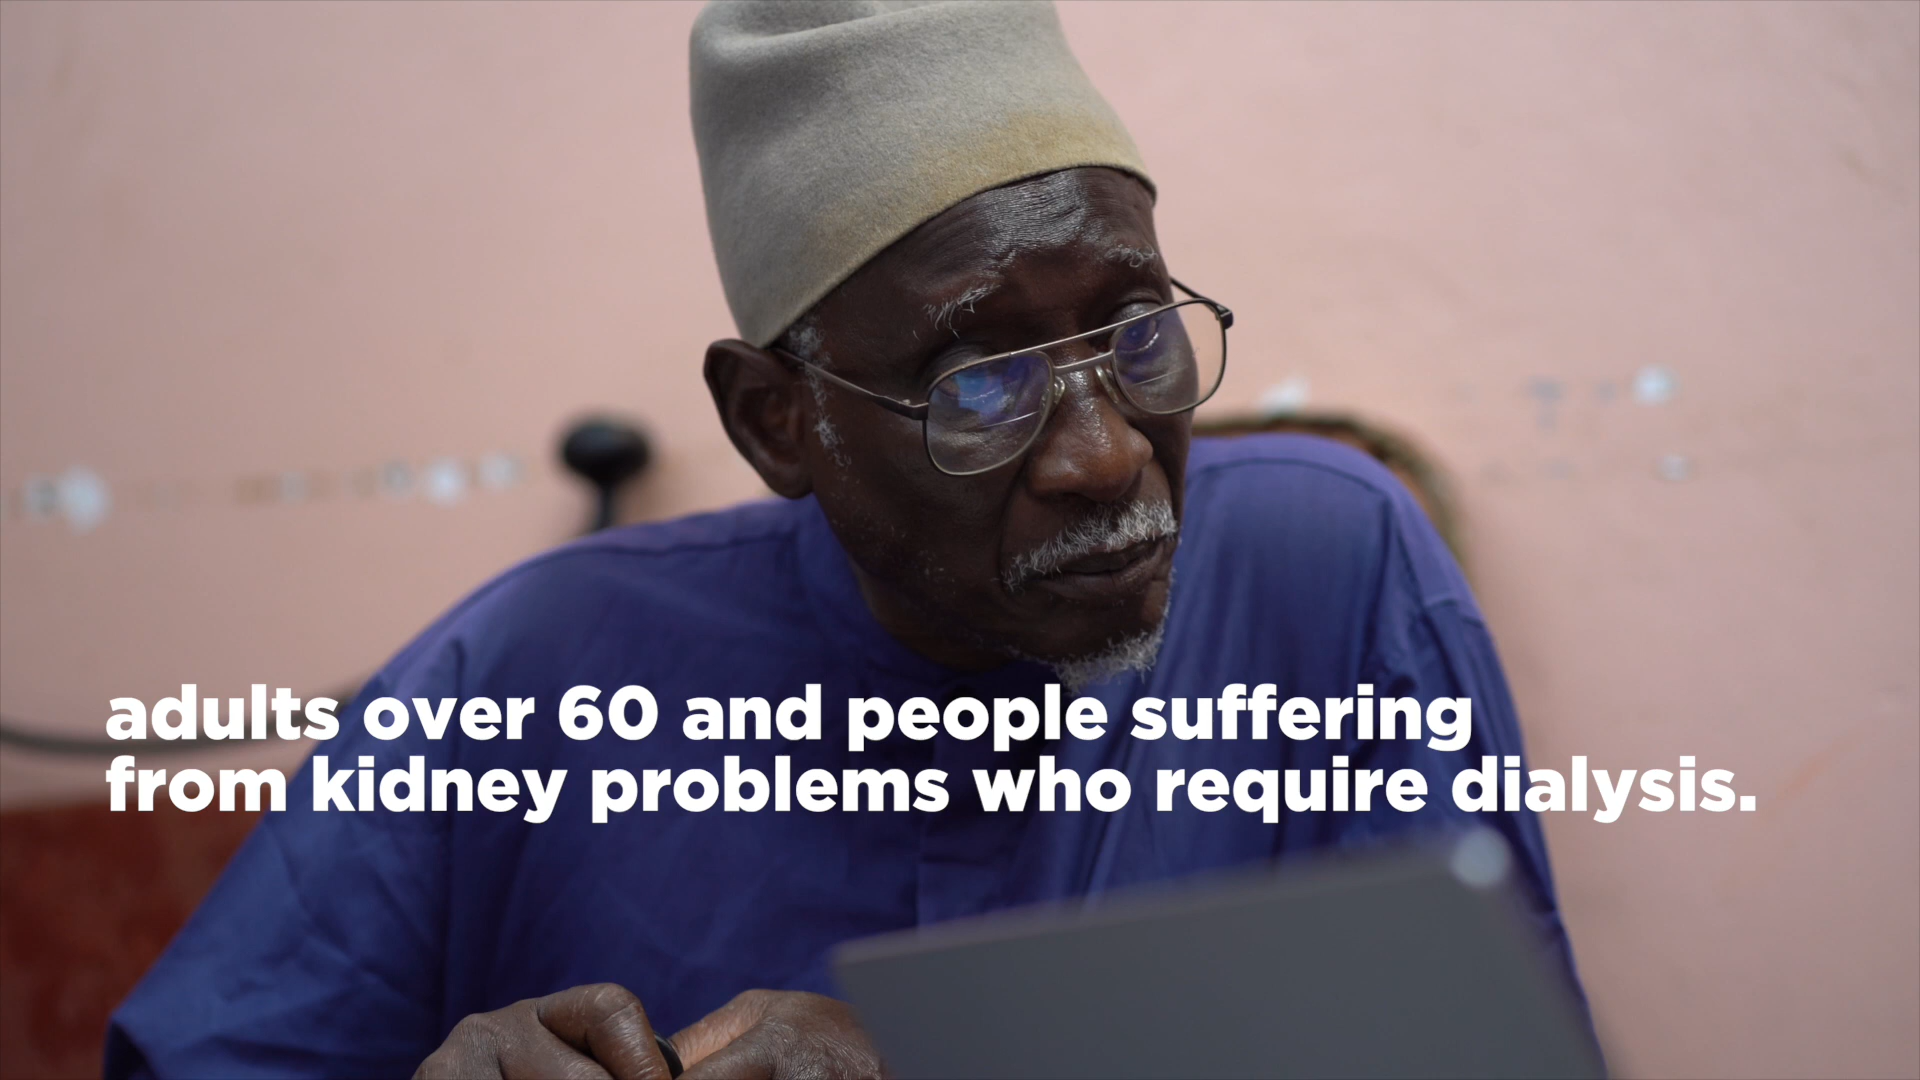 adults over 60 and people suffering
from kidney problems who require dialysis.